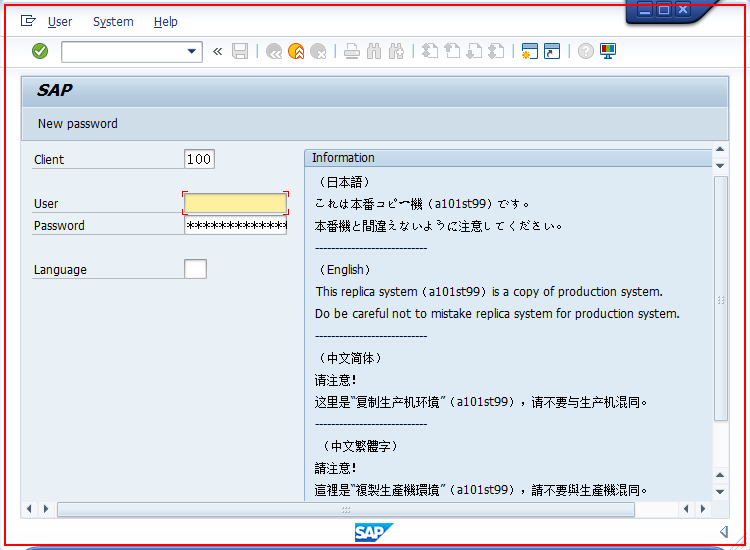 User System Help
SAP
New password
Client 100
User
Password *************
Language
Information
（日本語）
これは本番コピー機（a101st99）です。
本番機と間違えないように注意してください。
----------------------------
（English）
This replica system（a101st99）is a copy of production system.
Do be careful not to mistake replica system for production system.
----------------------------
（中文简体）
请注意！
这里是“复制生产机环境”（a101st99），请不要与生产机混同。
----------------------------
（中文繁體字）
請注意！
這裡是“複製生產機環境”（a101st99），請不要與生產機混同。
SAP